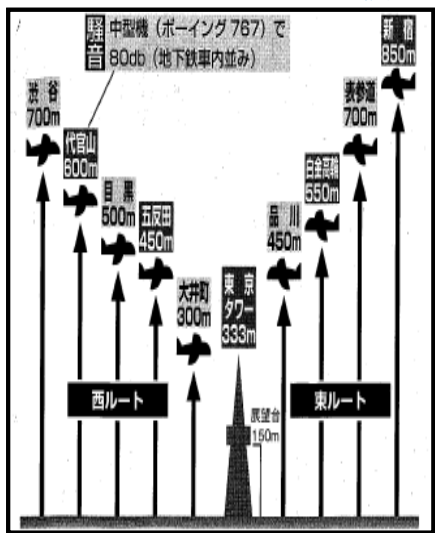 騒音
中型機（ボーイング767）で
80db（地下鉄車内並み）
渋谷
700m
代官山
600m
目黒
500m
五反田
450m
大井町
300m
東京
タワー
333m
展望台
150m
品川
450m
白金高輪
550m
表参道
700m
新宿
850m
西ルート
東ルート